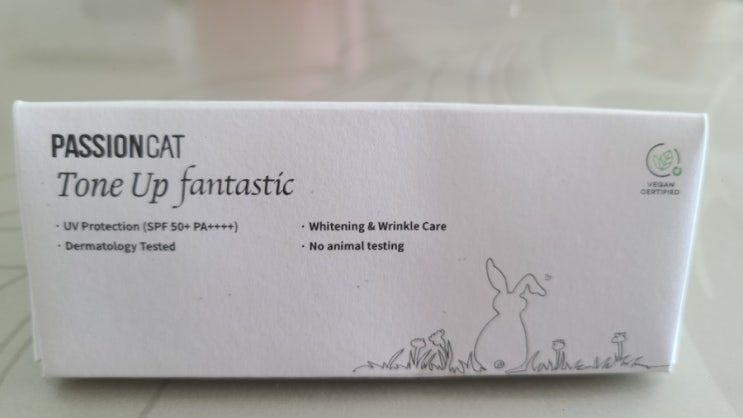 PASSIONCAT
Tone Up fantastic
· UV Protection (SPF 50+ PA++++)
· Dermatology Tested
· Whitening & Wrinkle Care
· No animal testing
VEGAN
CERTIFIED